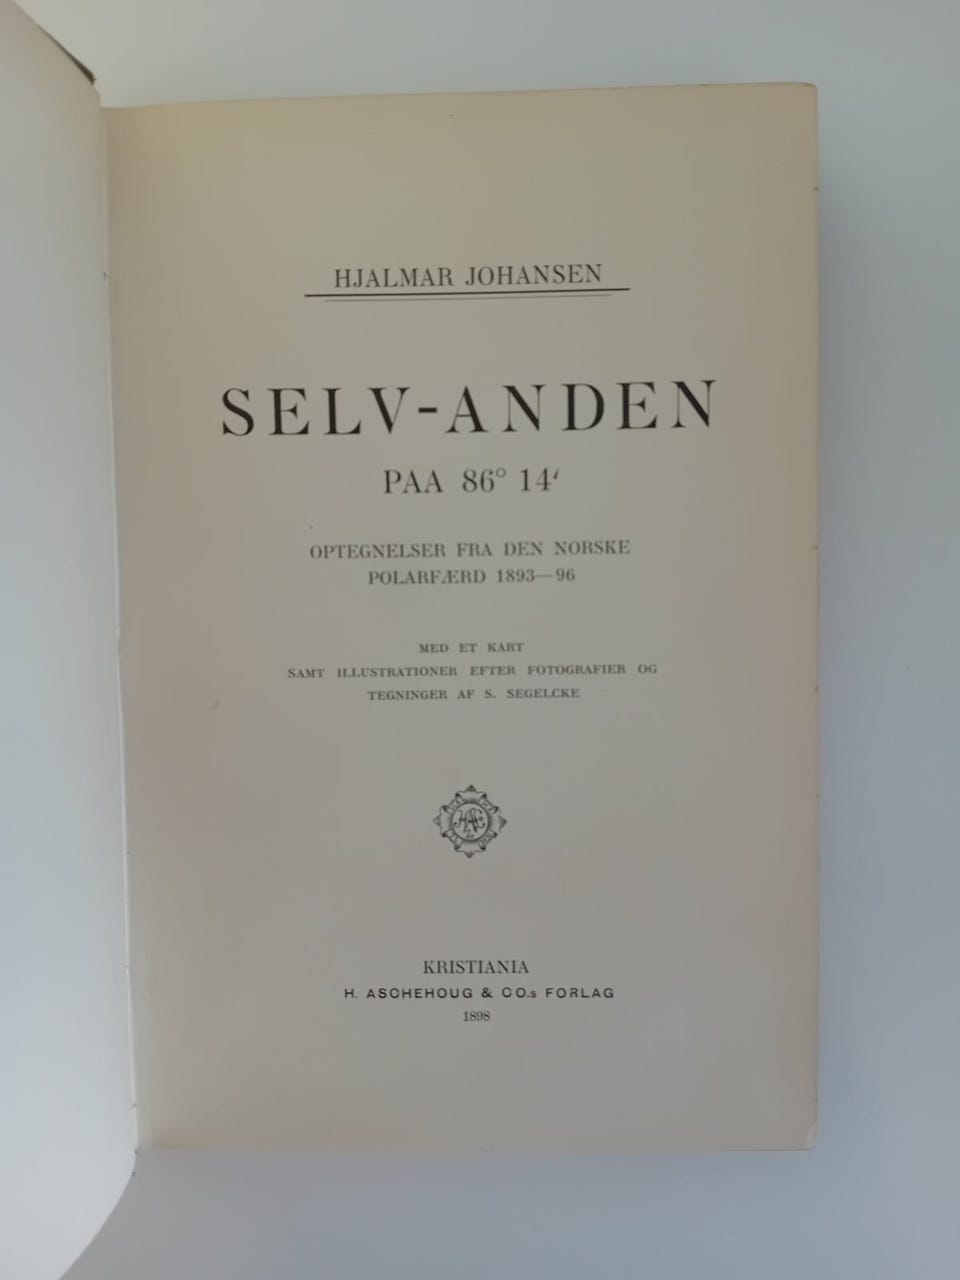 HJALMAR JOHANSEN
SELV-ANDEN
PAA 86° 14′
OPTEGNELSER FRA DEN NORSKE
POLARFÆRD 1893—96
MED ET KART
SAMT ILLUSTRATIONER EFTER FOTOGRAFIER OG
TEGNINGER AF S. SEGELCKE
KRISTIANIA
H. ASCHEHOUG & CO.s FORLAG
1898